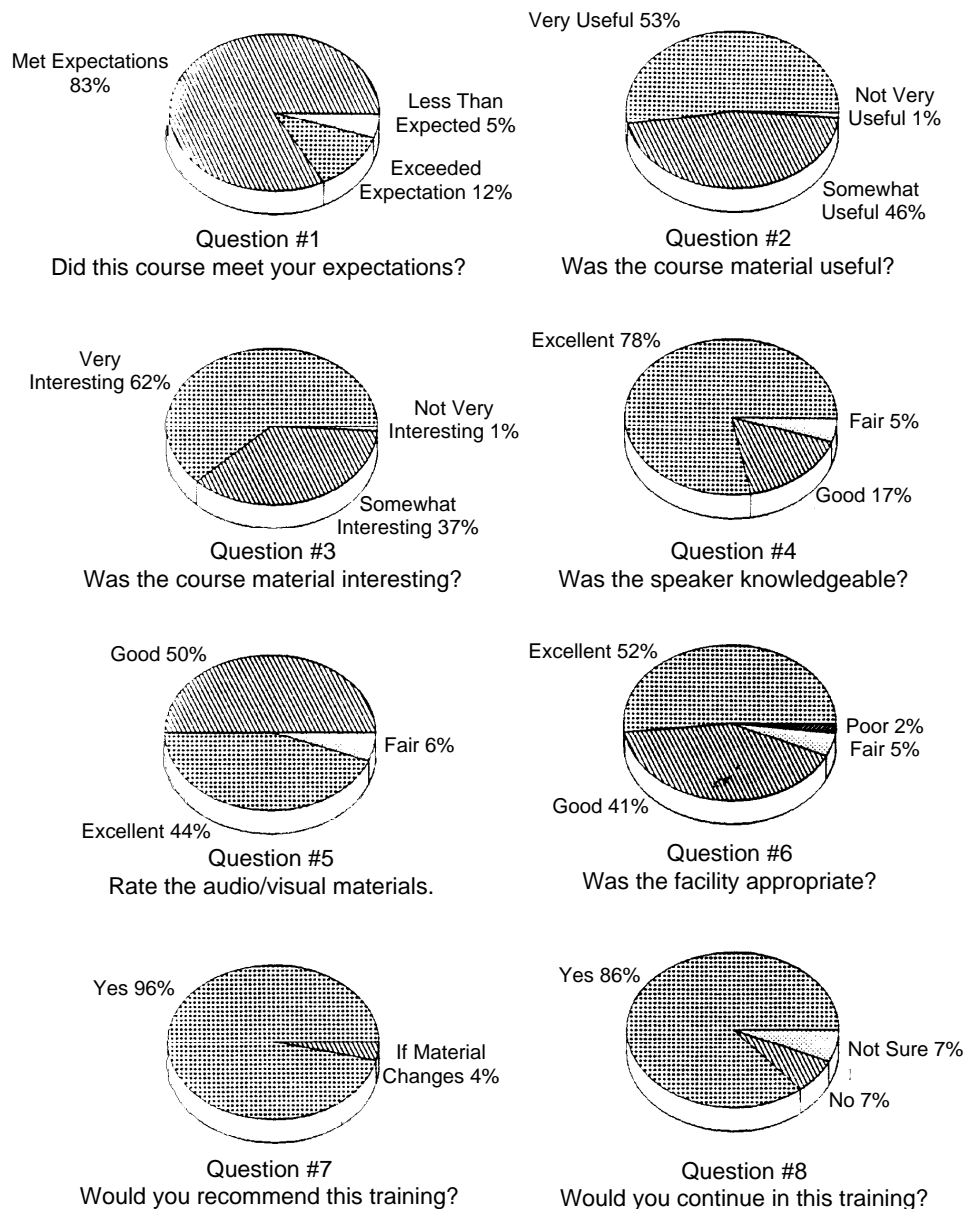 Met Expectations
83%
Less Than
Expected 5%
Exceeded
Expectation 12%
Question #1
Did this course meet your expectations?
Very Useful 53%
Not Very
Useful 1%
Somewhat
Useful 46%
Question #2
Was the course material useful?
Very
Interesting 62%
Not Very
Interesting 1%
Somewhat
Interesting 37%
Question #3
Was the course material interesting?
Excellent 78%
Fair 5%
Good 17%
Question #4
Was the speaker knowledgeable?
Good 50%
Fair 6%
Excellent 44%
Question #5
Rate the audio/visual materials.
Excellent 52%
Poor 2%
Fair 5%
Good 41%
Question #6
Was the facility appropriate?
Yes 96%
If Material
Changes 4%
Question #7
Would you recommend this training?
Yes 86%
Not Sure 7%
No 7%
Question #8
Would you continue in this training?